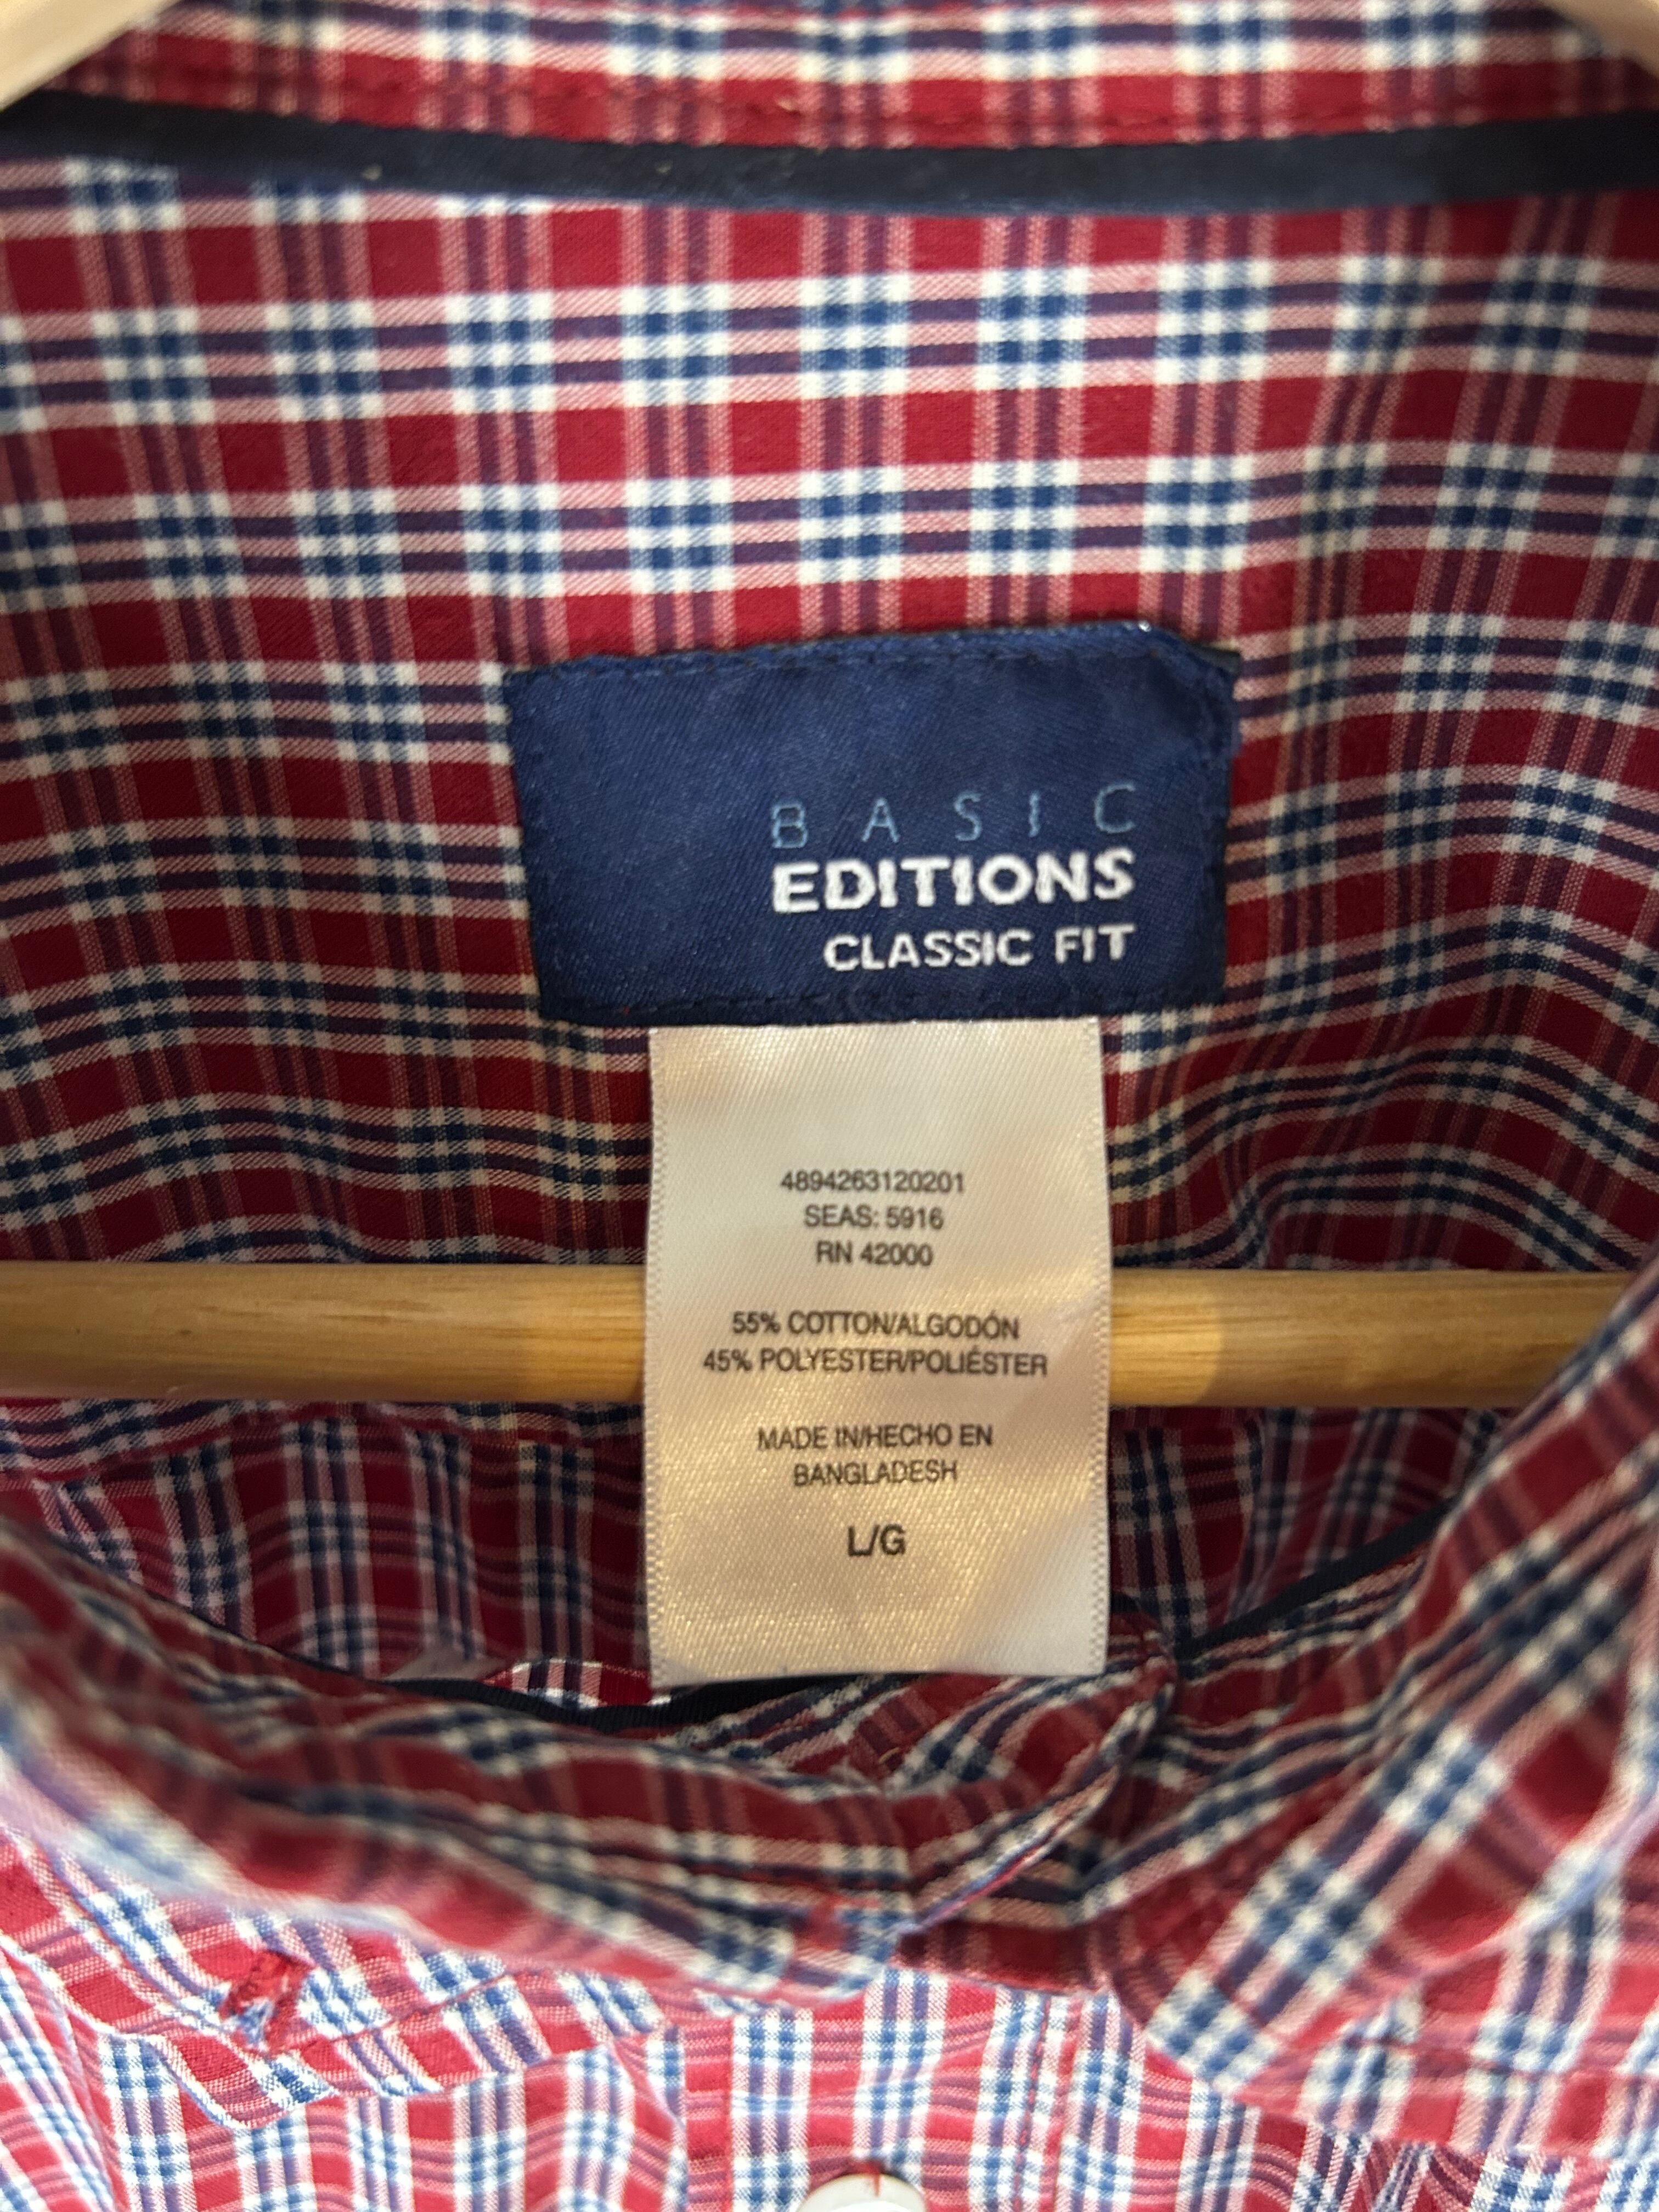 BASIC
EDITIONS
CLASSIC FIT
4894263120201
SEAS: 5916
RN 42000
55% COTTON/ALGODÓN
45% POLYESTER/POLIÉSTER
MADE IN/HECHO EN
BANGLADESH
L/G